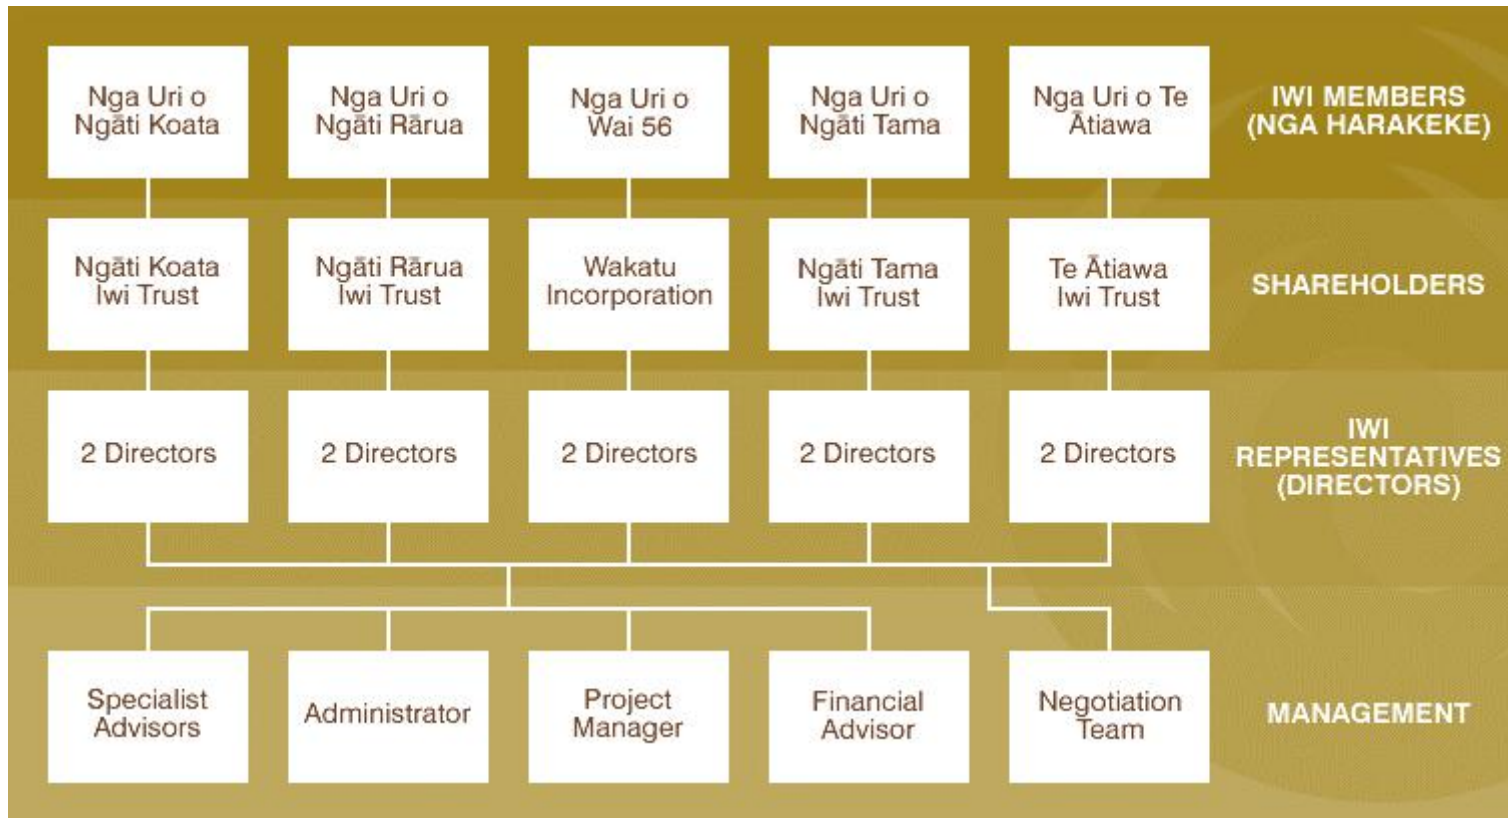 Nga Uri o
Ngāti Koata
Nga Uri o
Ngāti Rārua
Nga Uri o
Wai 56
Nga Uri o
Ngāti Tama
Nga Uri o Te
Ātiawa
IWI MEMBERS
(NGA HARAKEKE)
Ngāti Koata
Iwi Trust
Ngāti Rārua
Iwi Trust
Wakatu
Incorporation
Ngāti Tama
Iwi Trust
Te Ātiawa
Iwi Trust
SHAREHOLDERS
2 Directors
2 Directors
2 Directors
2 Directors
2 Directors
IWI
REPRESENTATIVES
(DIRECTORS)
Specialist
Advisors
Administrator
Project
Manager
Financial
Advisor
Negotiation
Team
MANAGEMENT